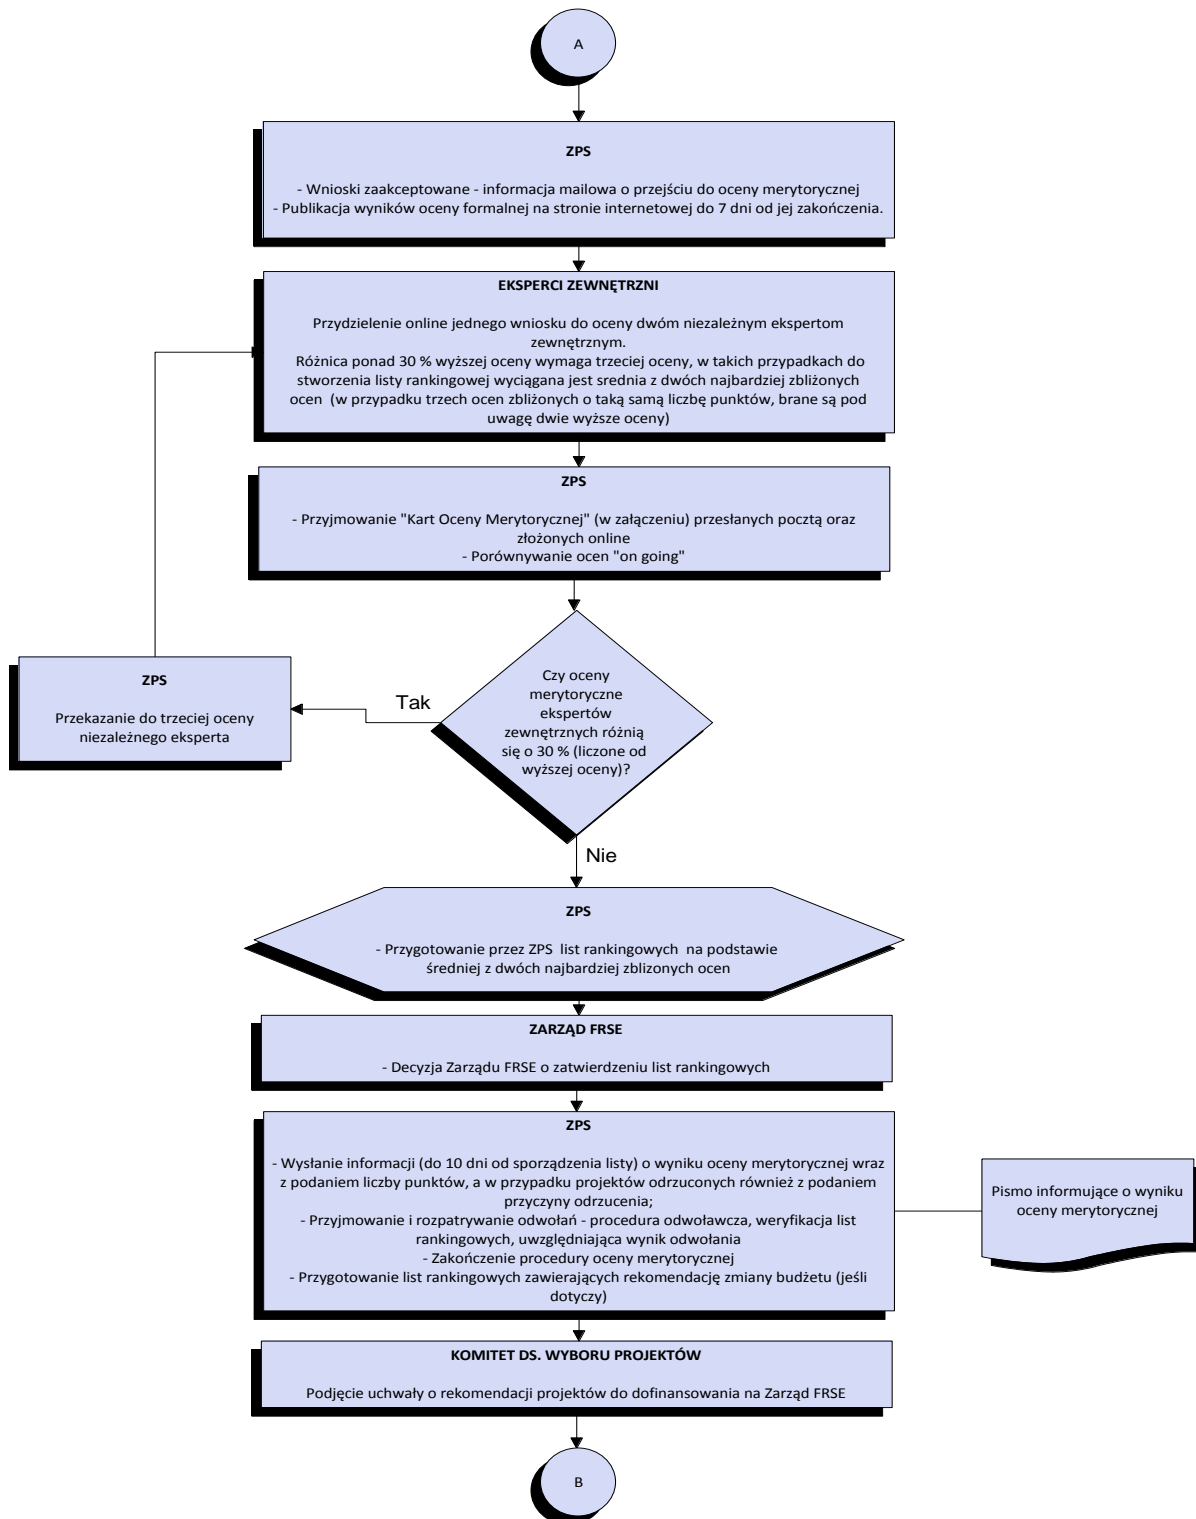 A
ZPS
- Wnioski zaakceptowane - informacja mailowa o przejściu do oceny merytorycznej
- Publikacja wyników oceny formalnej na stronie internetowej do 7 dni od jej zakończenia.
EKSPERCI ZEWNĘTRZNI
Przydzielenie online jednego wniosku do oceny dwóm niezależnym ekspertom
zewnętrznym.
Różnica ponad 30 % wyższej oceny wymaga trzeciej oceny, w takich przypadkach do
stworzenia listy rankingowej wyciągana jest srednia z dwóch najbardziej zbliżonych
ocen (w przypadku trzech ocen zbliżonych o taką samą liczbę punktów, brane są pod
uwagę dwie wyższe oceny)
ZPS
- Przyjmowanie "Kart Oceny Merytorycznej" (w załączeniu) przesłanych pocztą oraz
złożonych online
- Porównywanie ocen "on going"
Czy oceny
merytoryczne
ekspertów
zewnętrznych różnią
się o 30 % (liczone od
wyższej oceny)?
Tak
ZPS
Przekazanie do trzeciej oceny
niezależnego eksperta
Nie
ZPS
- Przygotowanie przez ZPS list rankingowych na podstawie
średniej z dwóch najbardziej zblizonych ocen
ZARZĄD FRSE
- Decyzja Zarządu FRSE o zatwierdzeniu list rankingowych
ZPS
- Wysłanie informacji (do 10 dni od sporządzenia listy) o wyniku oceny merytorycznej wraz
z podaniem liczby punktów, a w przypadku projektów odrzuconych również z podaniem
przyczyny odrzucenia;
- Przyjmowanie i rozpatrywanie odwołań - procedura odwoławcza, weryfikacja list
rankingowych, uwzględniająca wynik odwołania
- Zakończenie procedury oceny merytorycznej
- Przygotowanie list rankingowych zawierających rekomendację zmiany budżetu (jeśli
dotyczy)
Pismo informujące o wyniku
oceny merytorycznej
KOMITET DS. WYBORU PROJEKTÓW
Podjęcie uchwały o rekomendacji projektów do dofinansowania na Zarząd FRSE
B